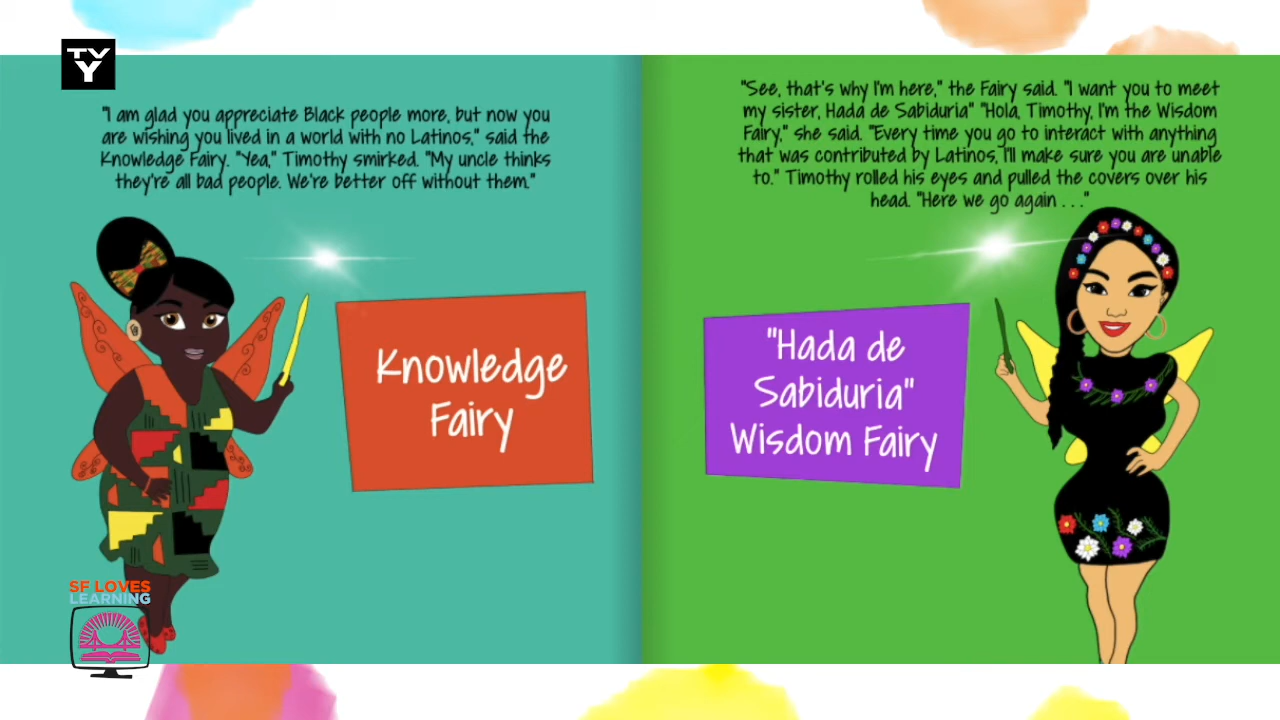 TV
Y
"I am glad you appreciate Black people more, but now you
are wishing you lived in a world with no Latinos," said the
Knowledge Fairy. "Yea," Timothy smirked. "My uncle thinks
they're all bad people. We're better off without them."
Knowledge
Fairy
SF LOVES
LEARNING
"See, that's why I'm here," the Fairy said. "I want you to meet
my sister, Hada de Sabiduria" "Hola, Timothy, I'm the Wisdom
Fairy," she said. "Every time you go to interact with anything
that was contributed by Latinos, I'll make sure you are unable
to." Timothy rolled his eyes and pulled the covers over his
head. "Here we go again . . ."
"Hada de
Sabiduria"
Wisdom Fairy